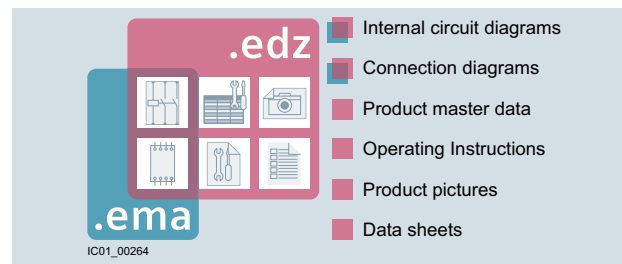 .edz
.ema
IC01_00264
Internal circuit diagrams
Connection diagrams
Product master data
Operating Instructions
Product pictures
Data sheets